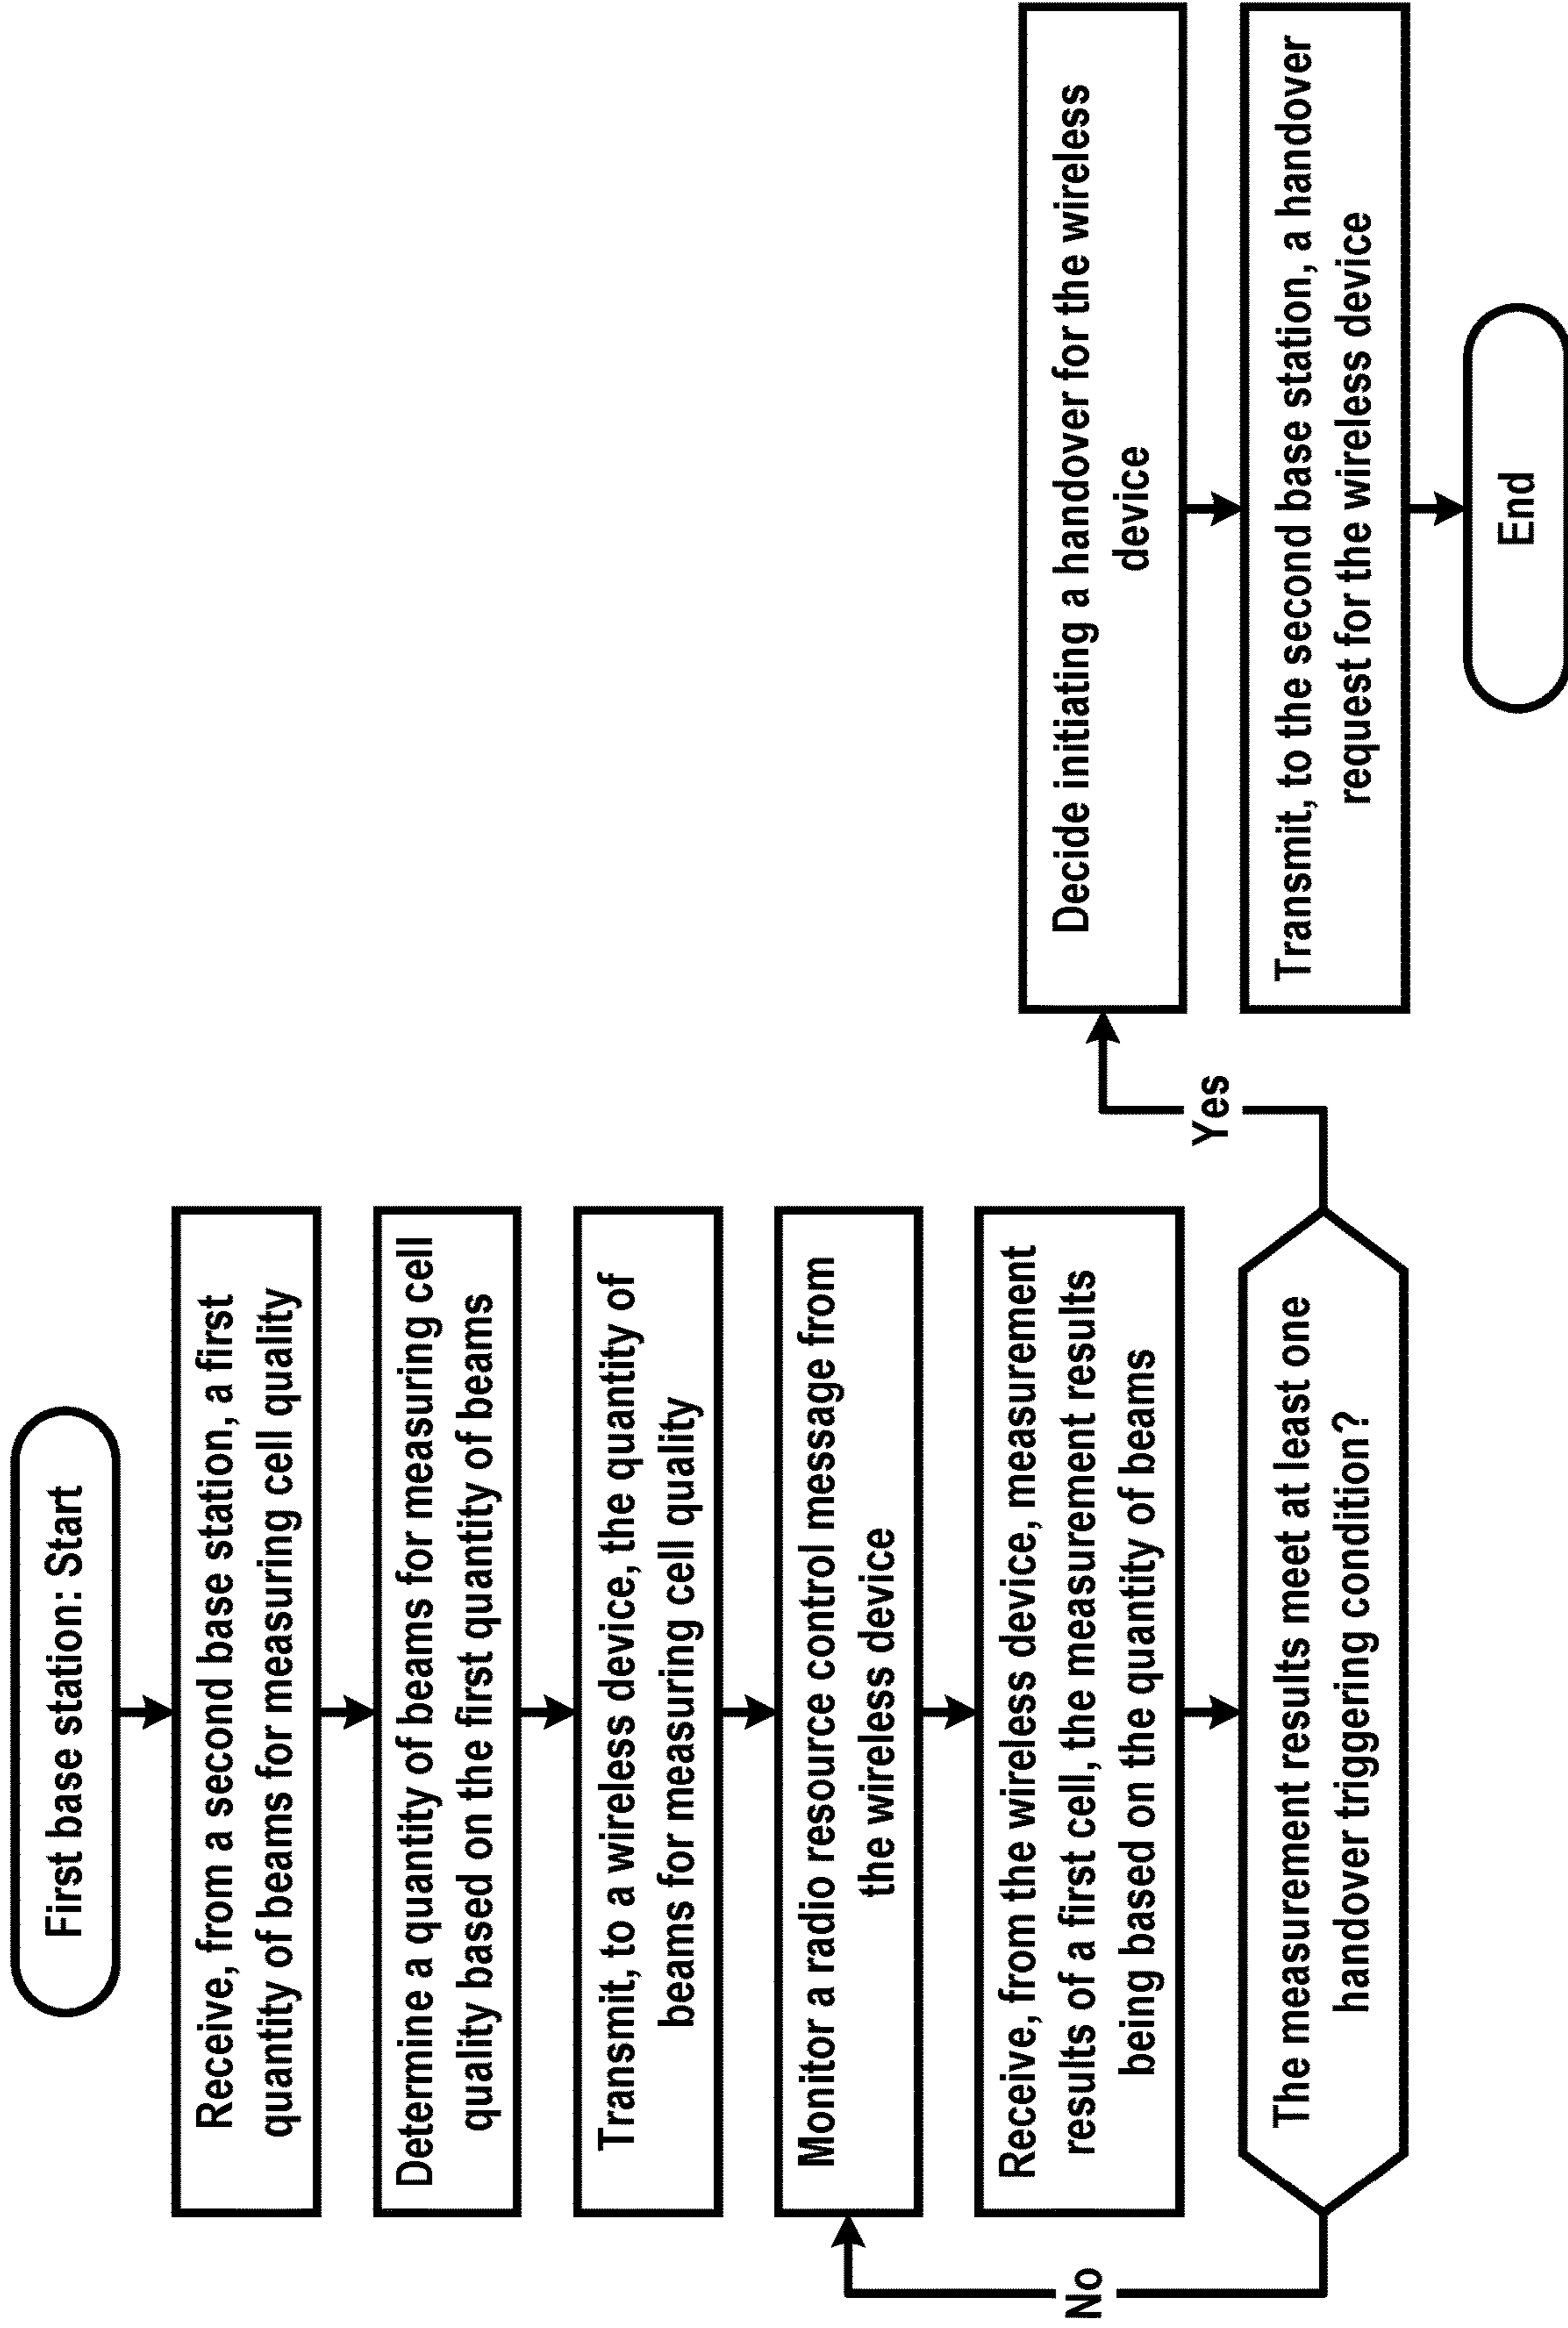 First base station: Start
Receive, from a second base station, a first
quantity of beams for measuring cell quality
Determine a quantity of beams for measuring cell
quality based on the first quantity of beams
Transmit, to a wireless device, the quantity of
beams for measuring cell quality
Monitor a radio resource control message from
the wireless device
Receive, from the wireless device, measurement
results of a first cell, the measurement results
being based on the quantity of beams
The measurement results meet at least one
handover triggering condition?
No
Yes
Decide initiating a handover for the wireless
device
Transmit, to the second base station, a handover
request for the wireless device
End